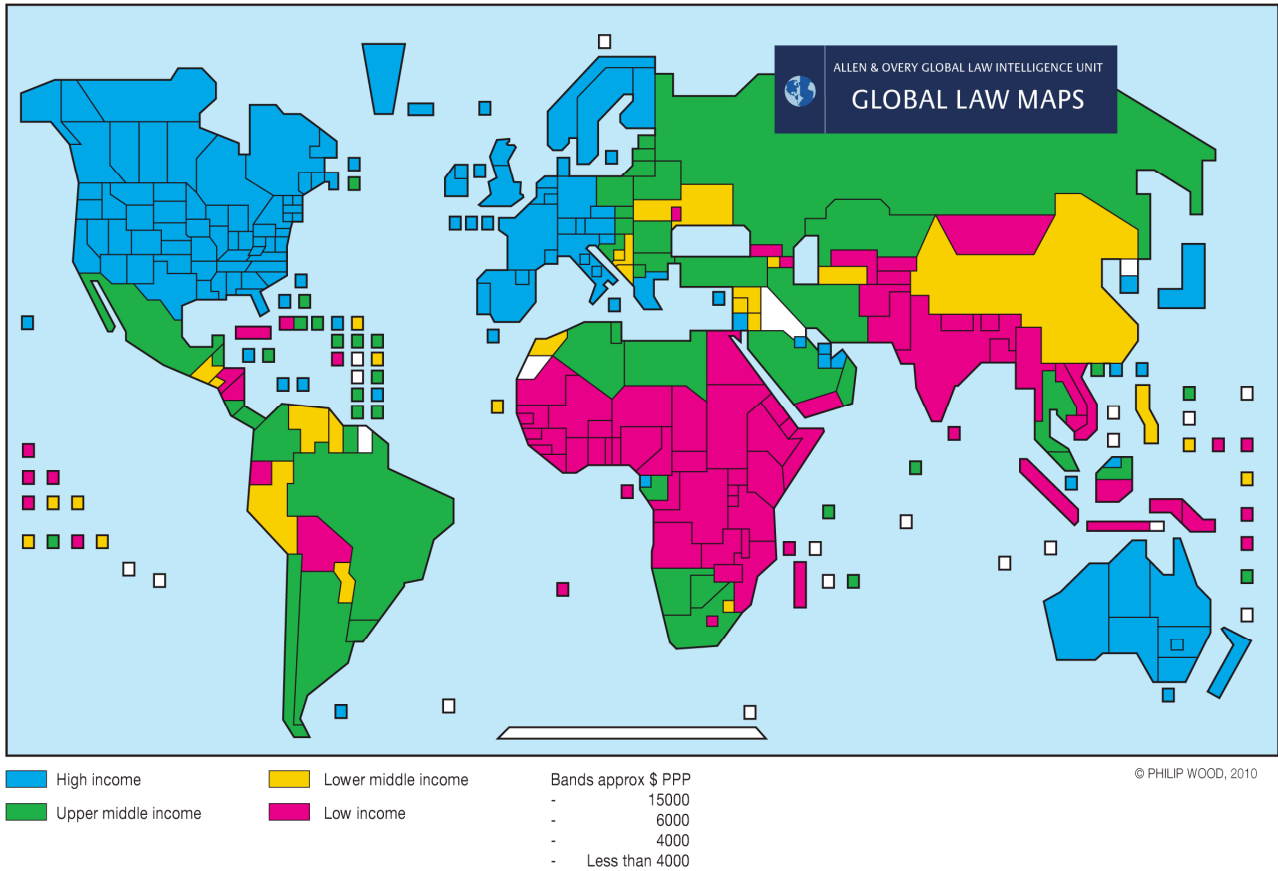 ALLEN & OVERY GLOBAL LAW INTELLIGENCE UNIT
GLOBAL LAW MAPS
High income
Upper middle income
Lower middle income
Low income
Bands approx $ PPP
- 15000
- 6000
- 4000
- Less than 4000
© PHILIP WOOD, 2010